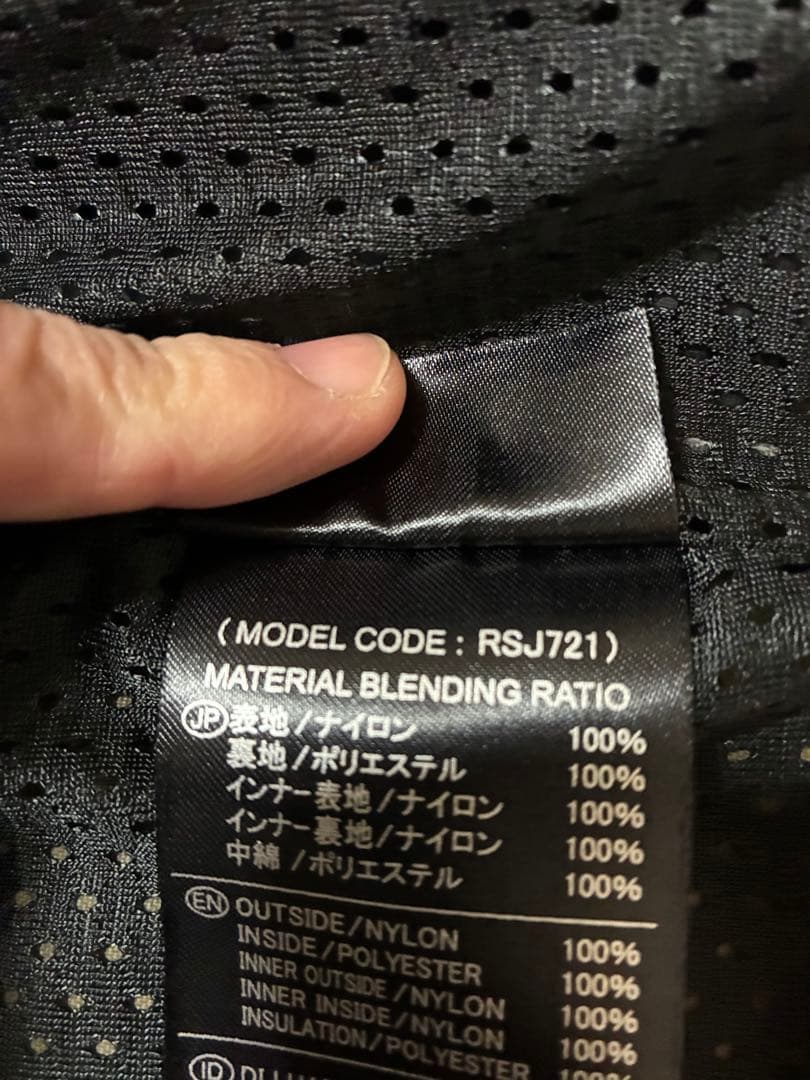 (MODEL CODE : RSJ721)
MATERIAL BLENDING RATIO
JP 表地/ナイロン 100%
裏地/ポリエステル 100%
インナー表地/ナイロン 100%
インナー裏地/ナイロン 100%
中綿/ポリエステル 100%
EN OUTSIDE/NYLON 100%
INSIDE/POLYESTER 100%
INNER OUTSIDE/NYLON 100%
INNER INSIDE/NYLON 100%
INSULATION/POLYESTER 100%
ID